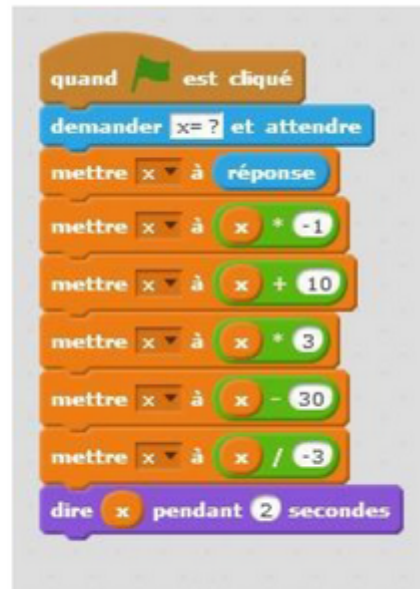 quand est cliqué
demander x= ? et attendre
mettre x à réponse
mettre x à x * -1
mettre x à x + 10
mettre x à x * 3
mettre x à x - 30
mettre x à x / -3
dire x pendant 2 secondes